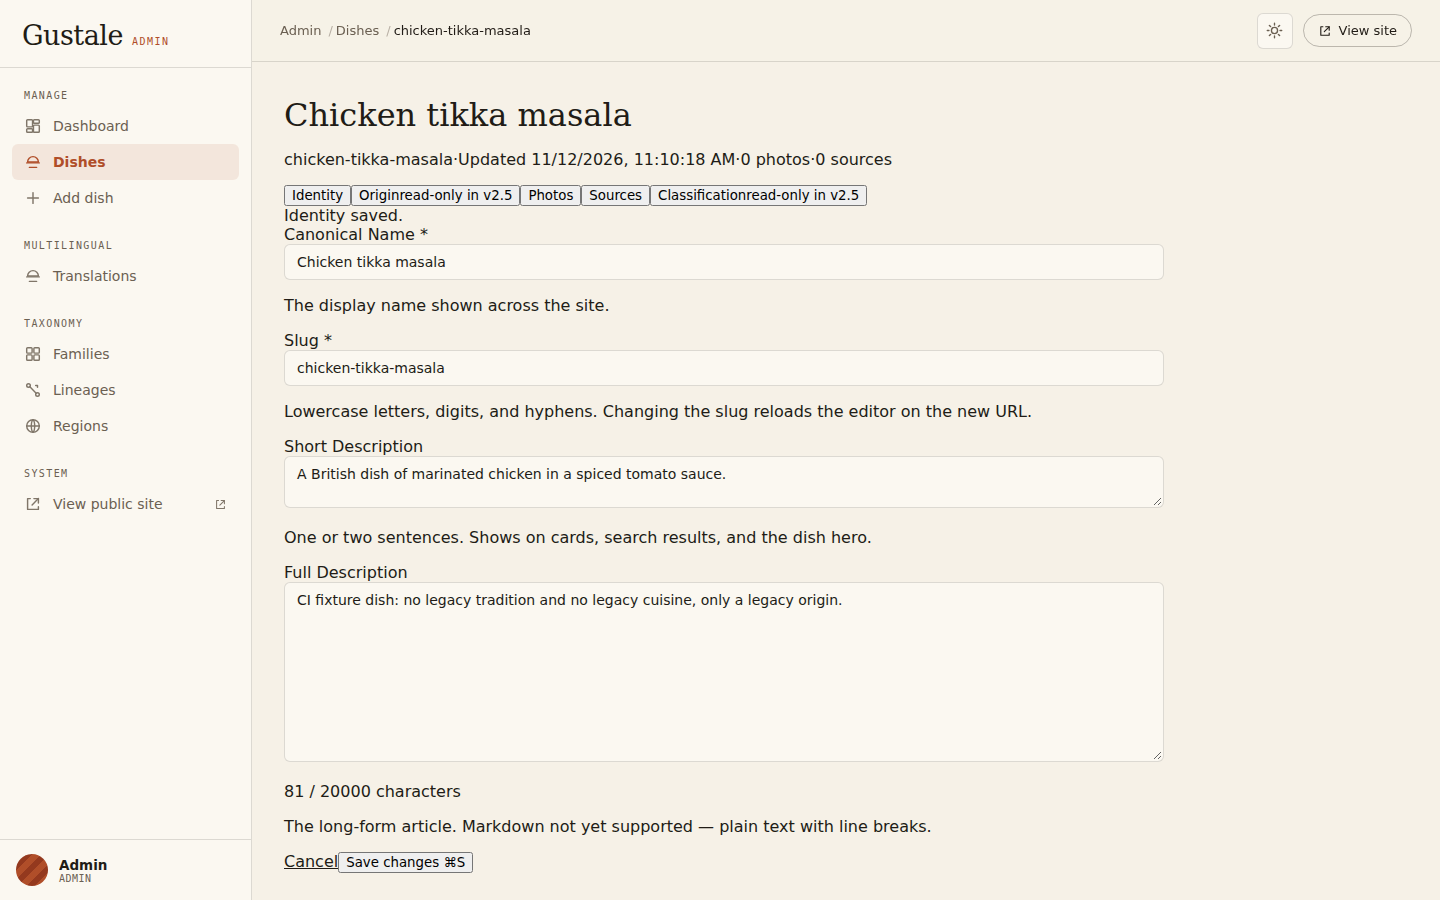 Gustale ADMIN
Admin / Dishes / chicken-tikka-masala
View site
MANAGE
Dashboard
Dishes
Add dish
MULTILINGUAL
Translations
TAXONOMY
Families
Lineages
Regions
SYSTEM
View public site
Admin
ADMIN
Chicken tikka masala
chicken-tikka-masala·Updated 11/12/2026, 11:10:18 AM·0 photos·0 sources
Identity Originread-only in v2.5 Photos Sources Classificationread-only in v2.5
Identity saved.
Canonical Name *
Chicken tikka masala
The display name shown across the site.
Slug *
chicken-tikka-masala
Lowercase letters, digits, and hyphens. Changing the slug reloads the editor on the new URL.
Short Description
A British dish of marinated chicken in a spiced tomato sauce.
One or two sentences. Shows on cards, search results, and the dish hero.
Full Description
CI fixture dish: no legacy tradition and no legacy cuisine, only a legacy origin.
81 / 20000 characters
The long-form article. Markdown not yet supported — plain text with line breaks.
Cancel Save changes ⌘S